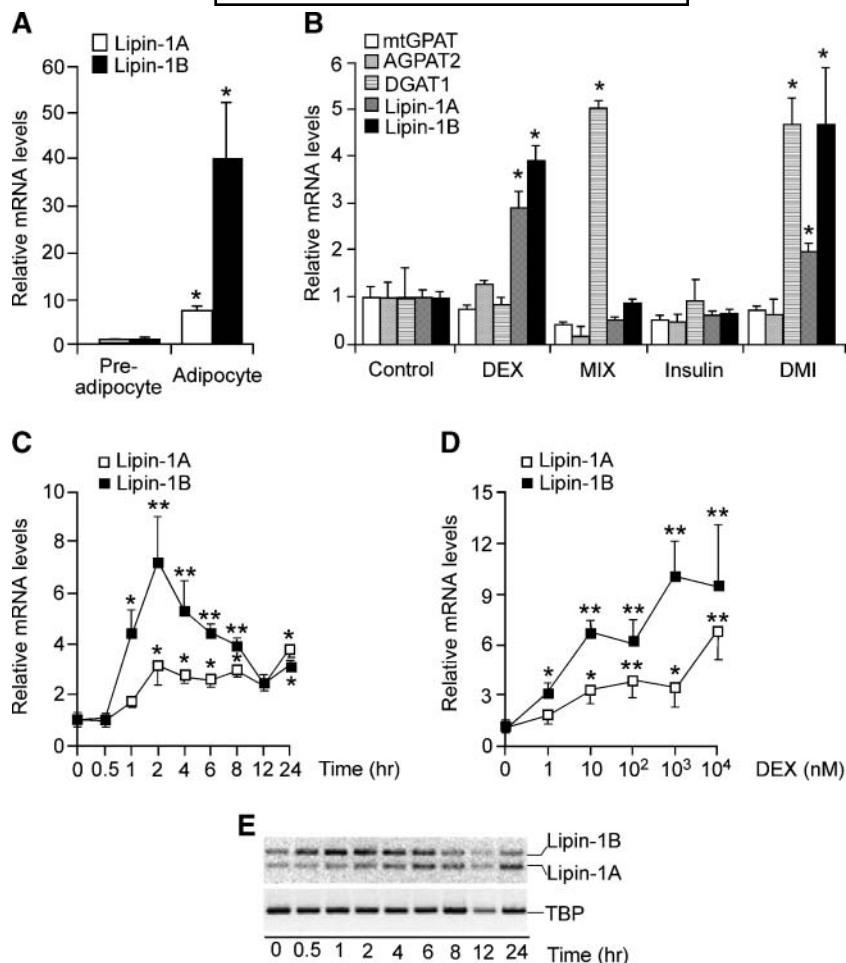 A
Lipin-1A
Lipin-1B
Relative mRNA levels
60
50
40
30
20
10
0
*
*
Pre-
adipocyte
Adipocyte
B
mtGPAT
AGPAT2
DGAT1
Lipin-1A
Lipin-1B
Relative mRNA levels
6
5
4
3
2
1
0
* * * * * *
Control DEX MIX Insulin DMI
C
Lipin-1A
Lipin-1B
Relative mRNA levels
10
8
6
4
2
0
* ** ** ** ** *
* * * * *
0 0.5 1 2 4 6 8 12 24 Time (hr)
D
Lipin-1A
Lipin-1B
Relative mRNA levels
15
12
9
6
3
0
* ** ** ** **
* ** * **
0 1 10 10² 10³ 10⁴ DEX (nM)
E
Lipin-1B
Lipin-1A
TBP
0 0.5 1 2 4 6 8 12 24 Time (hr)